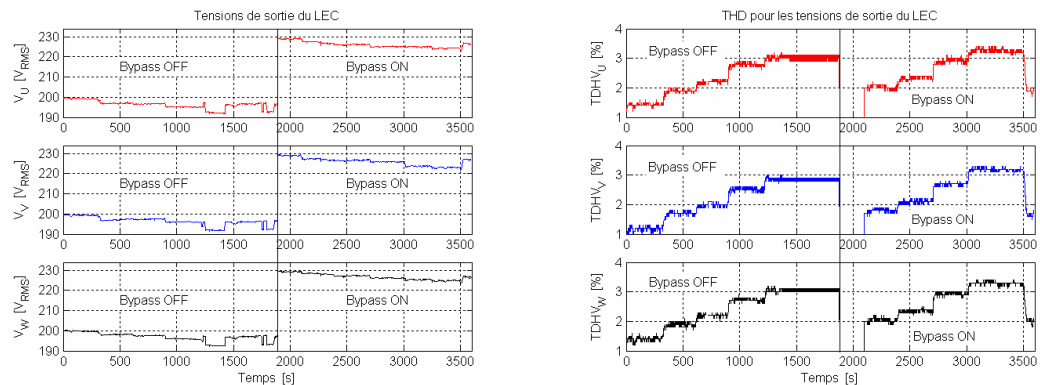 Tensions de sortie du LEC
230
220
210
200
190
V_U [V_RMS]
Bypass OFF
Bypass ON
0 500 1000 1500 2000 2500 3000 3500
230
220
210
200
190
V_V [V_RMS]
Bypass OFF
Bypass ON
0 500 1000 1500 2000 2500 3000 3500
230
220
210
200
190
V_W [V_RMS]
Bypass OFF
Bypass ON
0 500 1000 1500 2000 2500 3000 3500
Temps [s]
THD pour les tensions de sortie du LEC
4
3
2
1
TDHV_U [%]
Bypass OFF
Bypass ON
0 500 1000 1500 2000 2500 3000 3500
4
3
2
1
TDHV_V [%]
Bypass OFF
Bypass ON
0 500 1000 1500 2000 2500 3000 3500
4
3
2
1
TDHV_W [%]
Bypass OFF
Bypass ON
0 500 1000 1500 2000 2500 3000 3500
Temps [s]